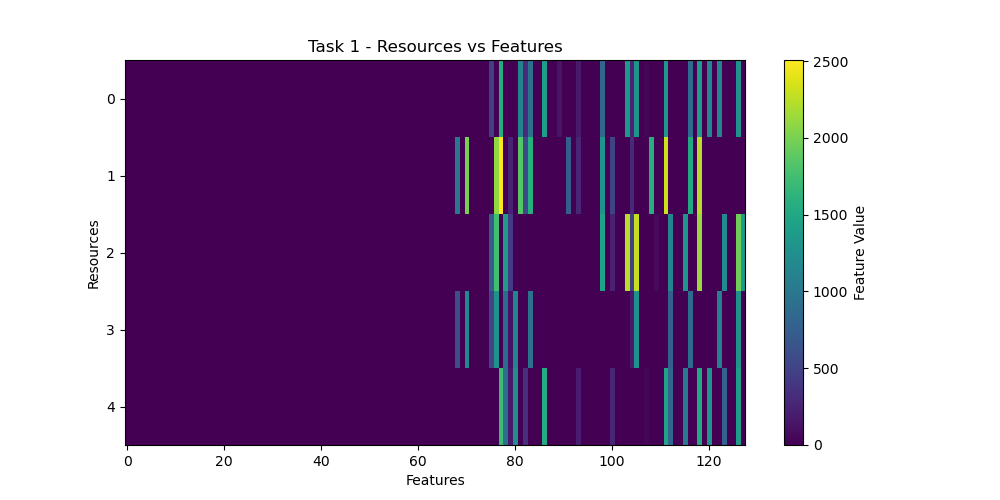 Task 1 - Resources vs Features
0
1
2
3
4
Resources
0 20 40 60 80 100 120
Features
2500
2000
1500
1000
500
0
Feature Value